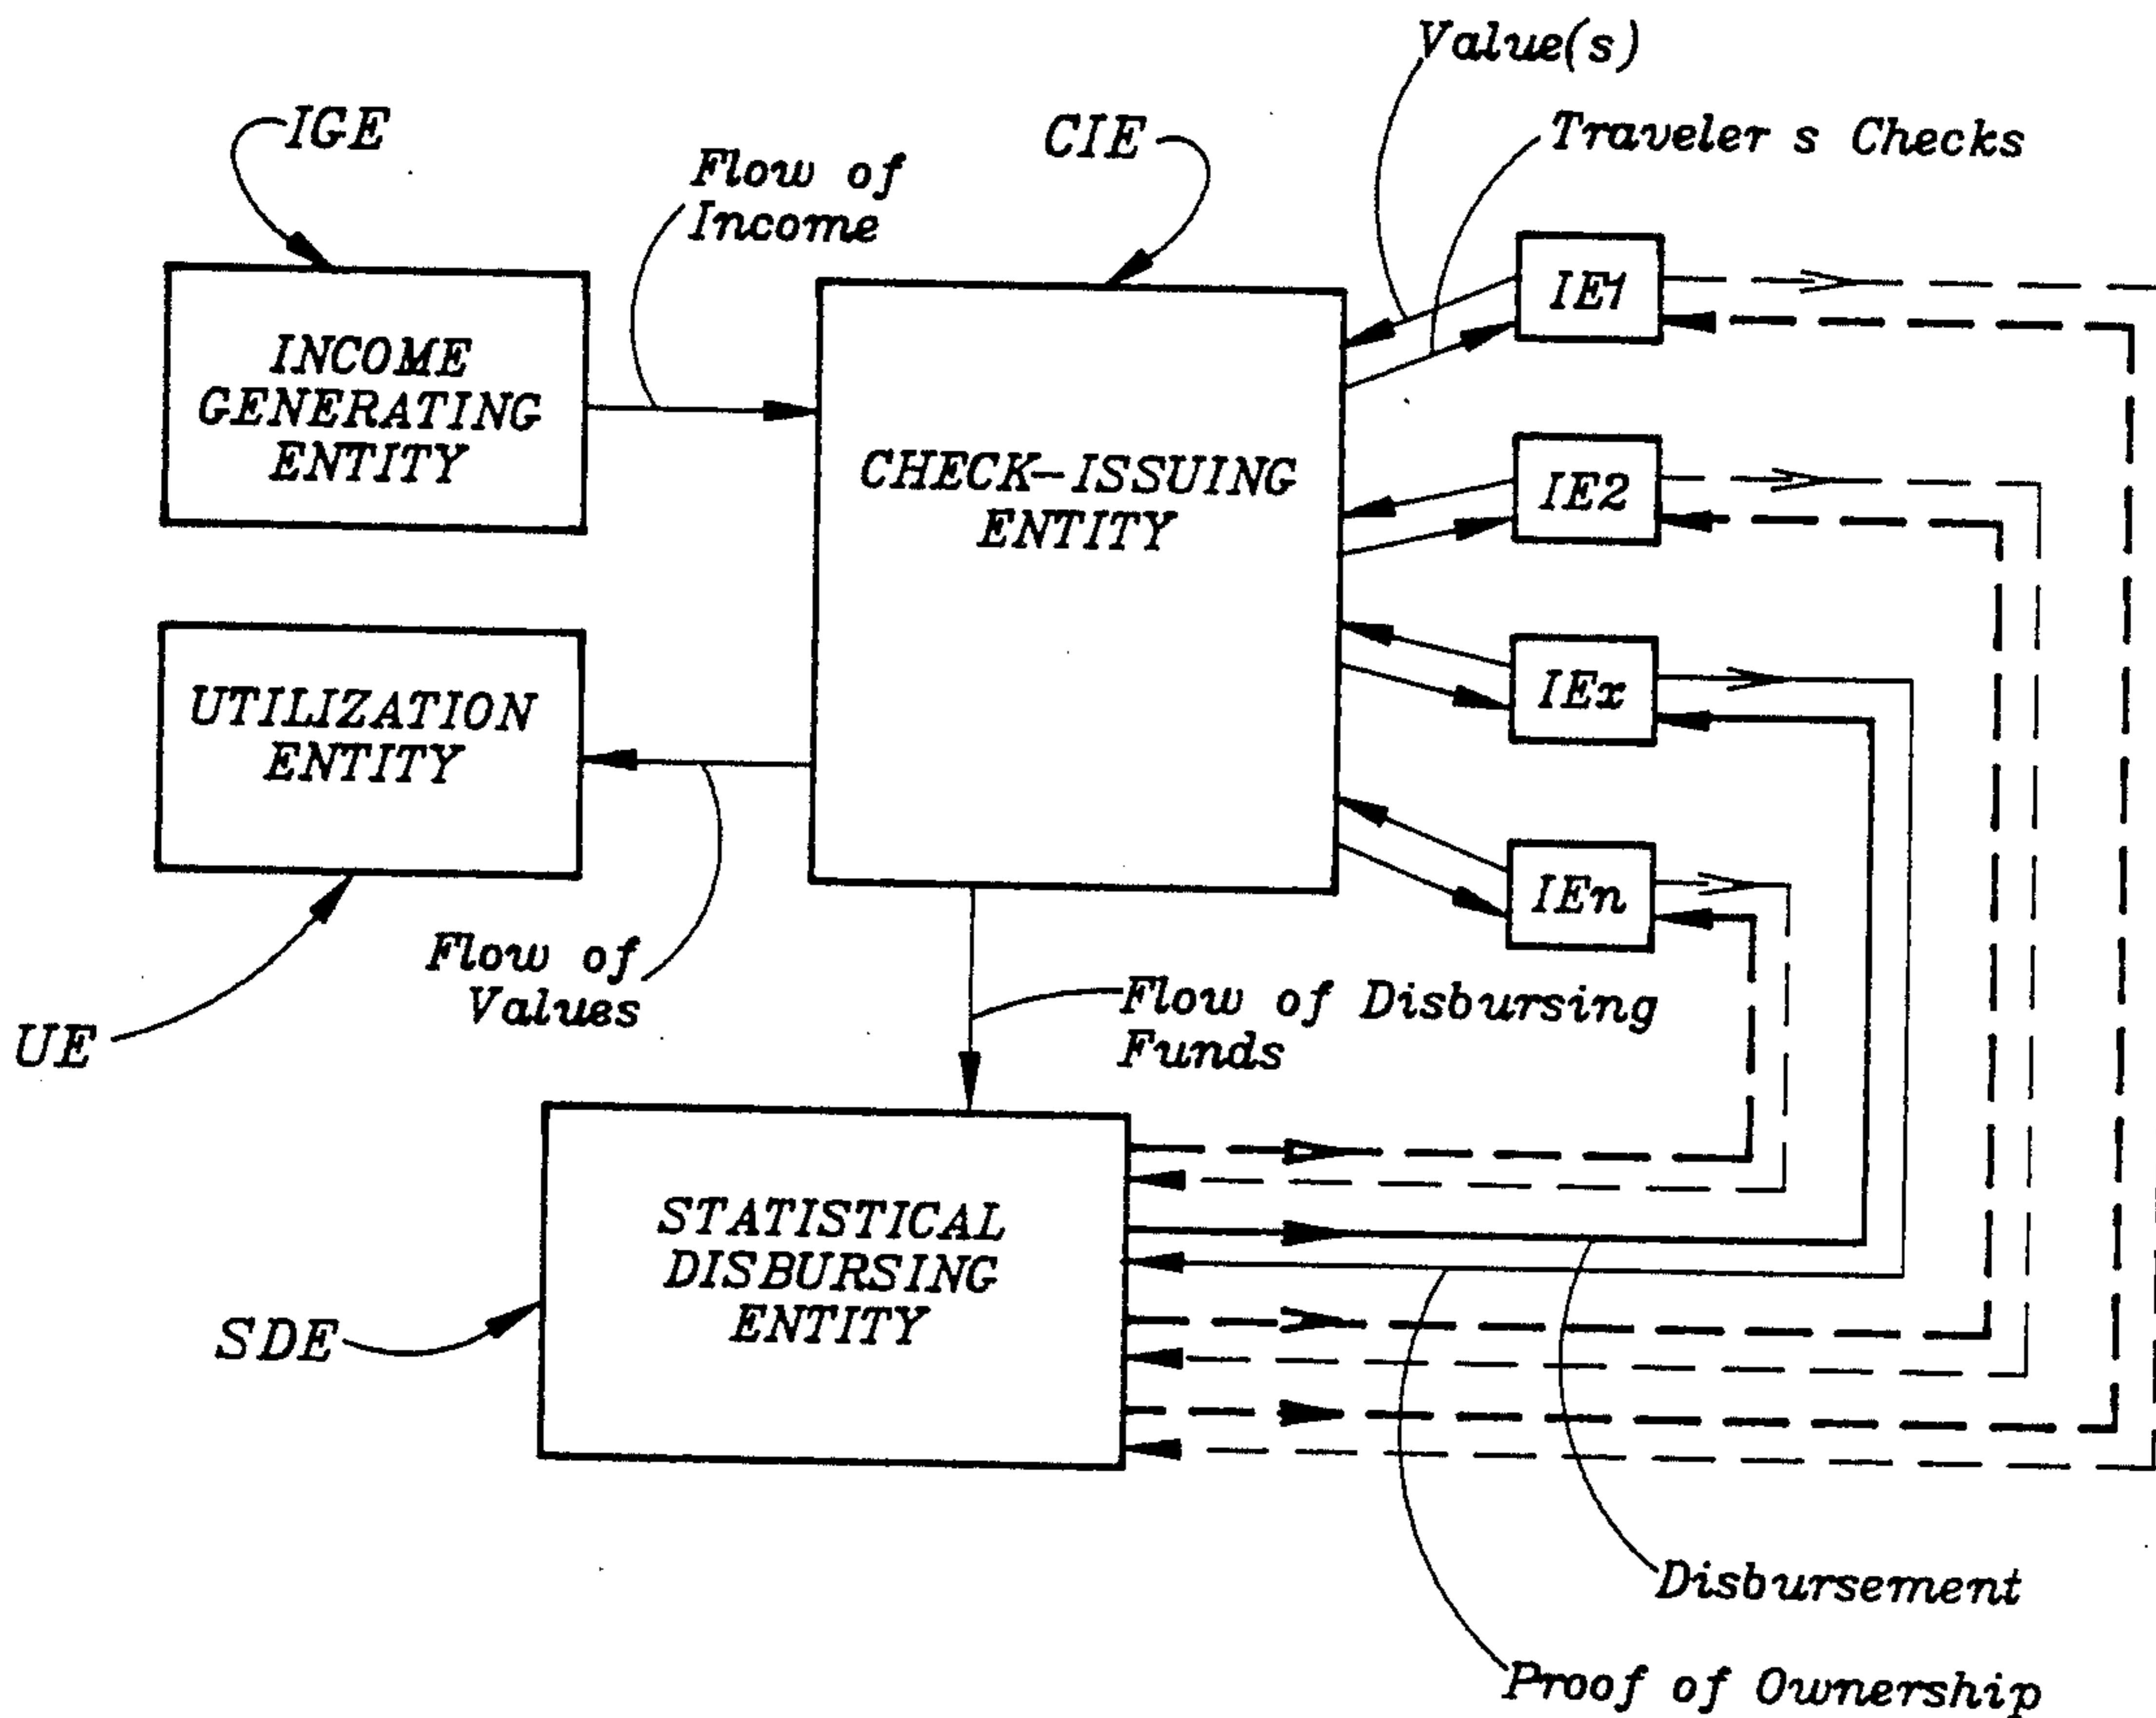 Value(s)
IGE
CIE
Traveler s Checks
Flow of
Income
IE1
INCOME
GENERATING
ENTITY
CHECK-ISSUING
ENTITY
IE2
UTILIZATION
ENTITY
IEx
IEn
Flow of
Values
UE
Flow of Disbursing
Funds
STATISTICAL
DISBURSING
ENTITY
SDE
Disbursement
Proof of Ownership